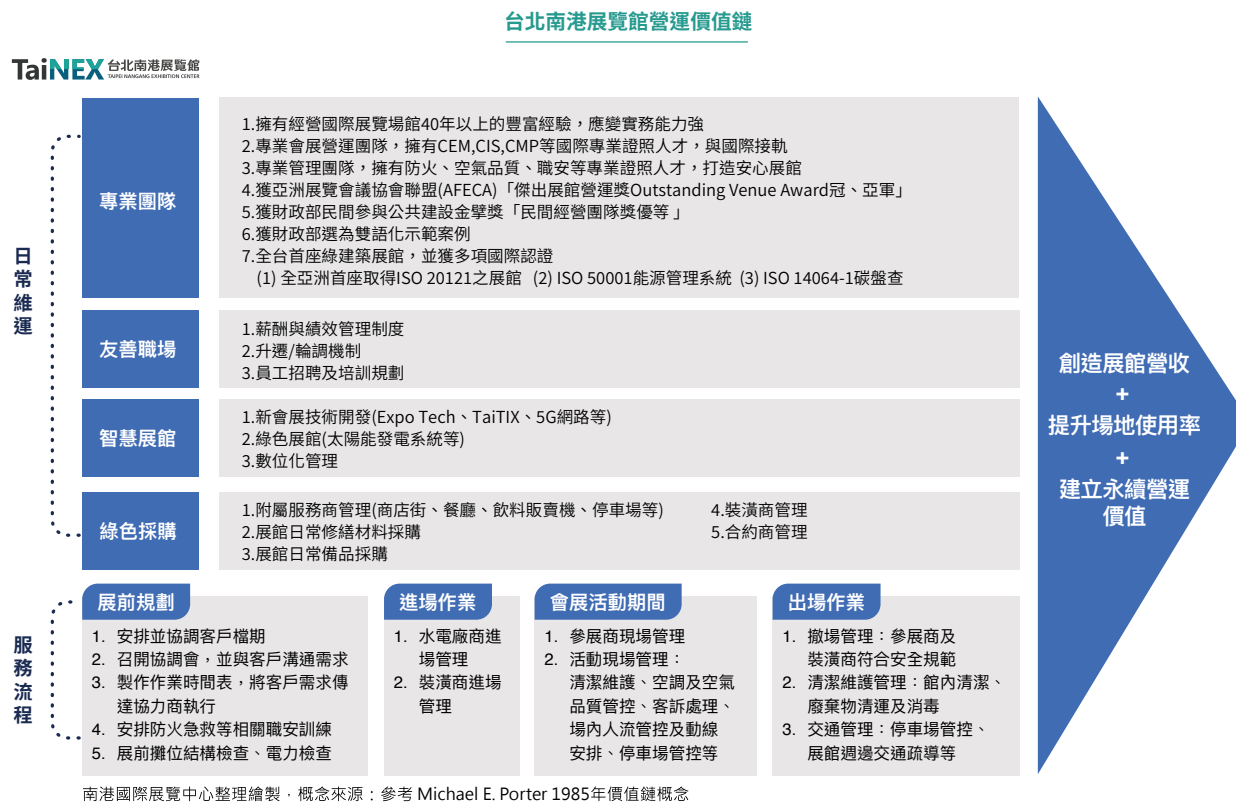 台北南港展覽館營運價值鏈
TaiNEX 台北南港展覽館
TAIPEI NANGANG EXHIBITION CENTER
日常維運
專業團隊
1.擁有經營國際展覽場館40年以上的豐富經驗，應變實務能力強
2.專業會展營運團隊，擁有CEM,CIS,CMP等國際專業證照人才，與國際接軌
3.專業管理團隊，擁有防火、空氣品質、職安等專業證照人才，打造安心展館
4.獲亞洲展覽會議協會聯盟(AFECA)「傑出展館營運獎Outstanding Venue Award冠、亞軍」
5.獲財政部民間參與公共建設金擘獎「民間經營團隊獎優等 」
6.獲財政部選為雙語化示範案例
7.全台首座綠建築展館，並獲多項國際認證
(1) 全亞洲首座取得ISO 20121之展館 (2) ISO 50001能源管理系統 (3) ISO 14064-1碳盤查
友善職場
1.薪酬與績效管理制度
2.升遷/輪調機制
3.員工招聘及培訓規劃
智慧展館
1.新會展技術開發(Expo Tech、TaiTIX、5G網路等)
2.綠色展館(太陽能發電系統等)
3.數位化管理
綠色採購
1.附屬服務商管理(商店街、餐廳、飲料販賣機、停車場等)
2.展館日常修繕材料採購
3.展館日常備品採購
4.裝潢商管理
5.合約商管理
服務流程
展前規劃
1. 安排並協調客戶檔期
2. 召開協調會，並與客戶溝通需求
3. 製作作業時間表，將客戶需求傳
達協力商執行
4. 安排防火急救等相關職安訓練
5. 展前攤位結構檢查、電力檢查
進場作業
1. 水電廠商進
場管理
2. 裝潢商進場
管理
會展活動期間
1. 參展商現場管理
2. 活動現場管理：
清潔維護、空調及空氣
品質管控、客訴處理、
場內人流管控及動線
安排、停車場管控等
出場作業
1. 撤場管理：參展商及
裝潢商符合安全規範
2. 清潔維護管理：館內清潔、
廢棄物清運及消毒
3. 交通管理：停車場管控、
展館週邊交通疏導等
創造展館營收
+
提升場地使用率
+
建立永續營運
價值
南港國際展覽中心整理繪製．概念來源：參考 Michael E. Porter 1985年價值鏈概念